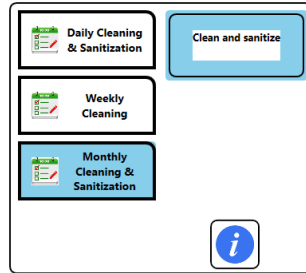 Daily Cleaning
& Sanitization
Clean and sanitize
Weekly
Cleaning
Monthly
Cleaning &
Sanitization
i